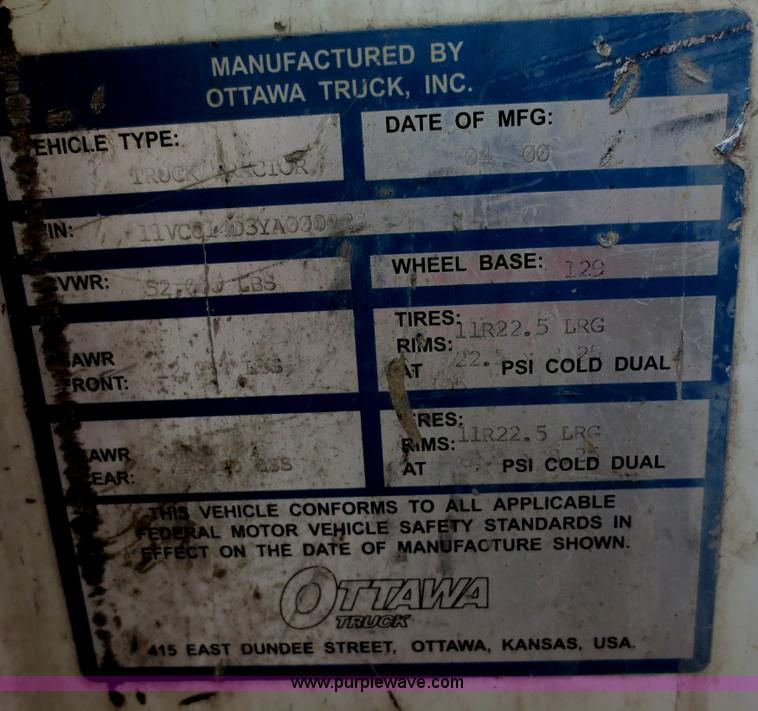 MANUFACTURED BY
OTTAWA TRUCK, INC.
EHICLE TYPE:
TRUCK TRACTOR
DATE OF MFG:
04 00
IN:
VWR:
LBS
WHEEL BASE: 129
AWR
RONT:
LBS
TIRES: 11R22.5 LRG
RIMS: 22.5
AT PSI COLD DUAL
AWR
EAR:
LBS
RES: 11R22.5 LRG
RIMS:
AT PSI COLD DUAL
THIS VEHICLE CONFORMS TO ALL APPLICABLE
FEDERAL MOTOR VEHICLE SAFETY STANDARDS IN
EFFECT ON THE DATE OF MANUFACTURE SHOWN.
OTTAWA
TRUCK
415 EAST DUNDEE STREET, OTTAWA, KANSAS, USA.
www.purplewave.com